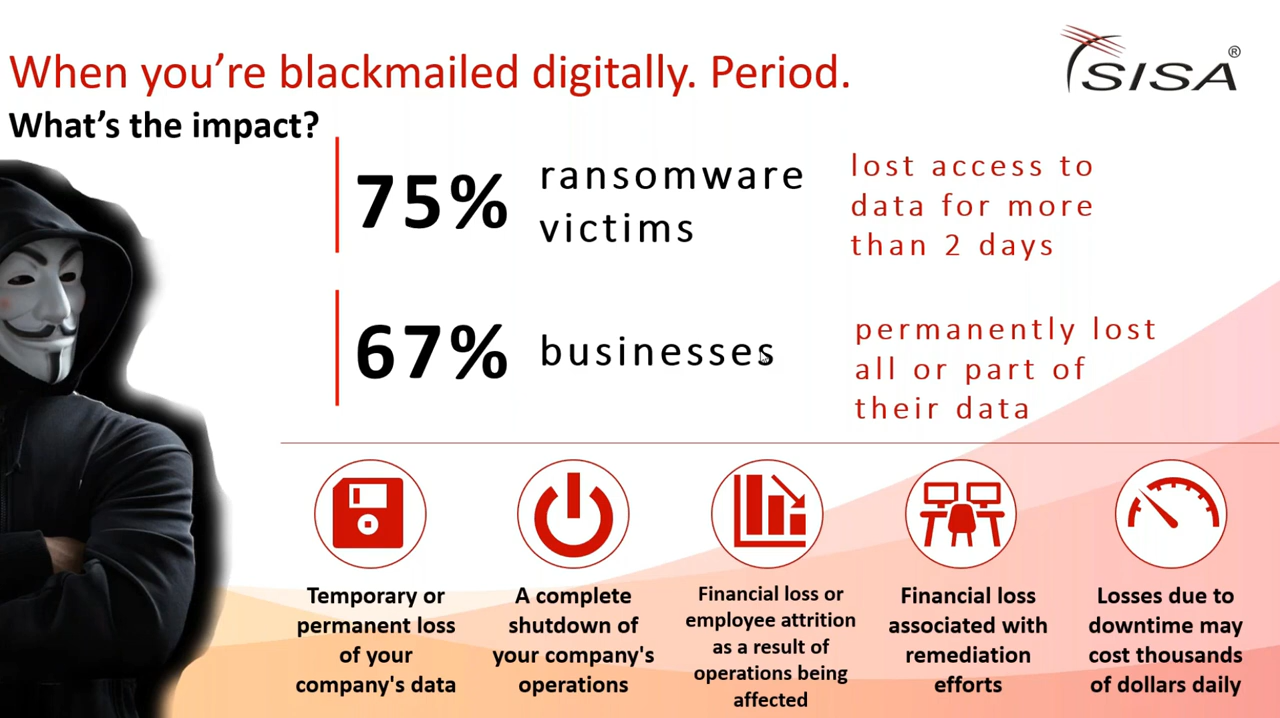 When you're blackmailed digitally. Period.
SISA®
What's the impact?
75%
ransomware
victims
lost access to
data for more
than 2 days
67%
businesses
permanently lost
all or part of
their data
Temporary or
permanent loss
of your
company's data
A complete
shutdown of
your company's
operations
Financial loss or
employee attrition
as a result of
operations being
affected
Financial loss
associated with
remediation
efforts
Losses due to
downtime may
cost thousands
of dollars daily